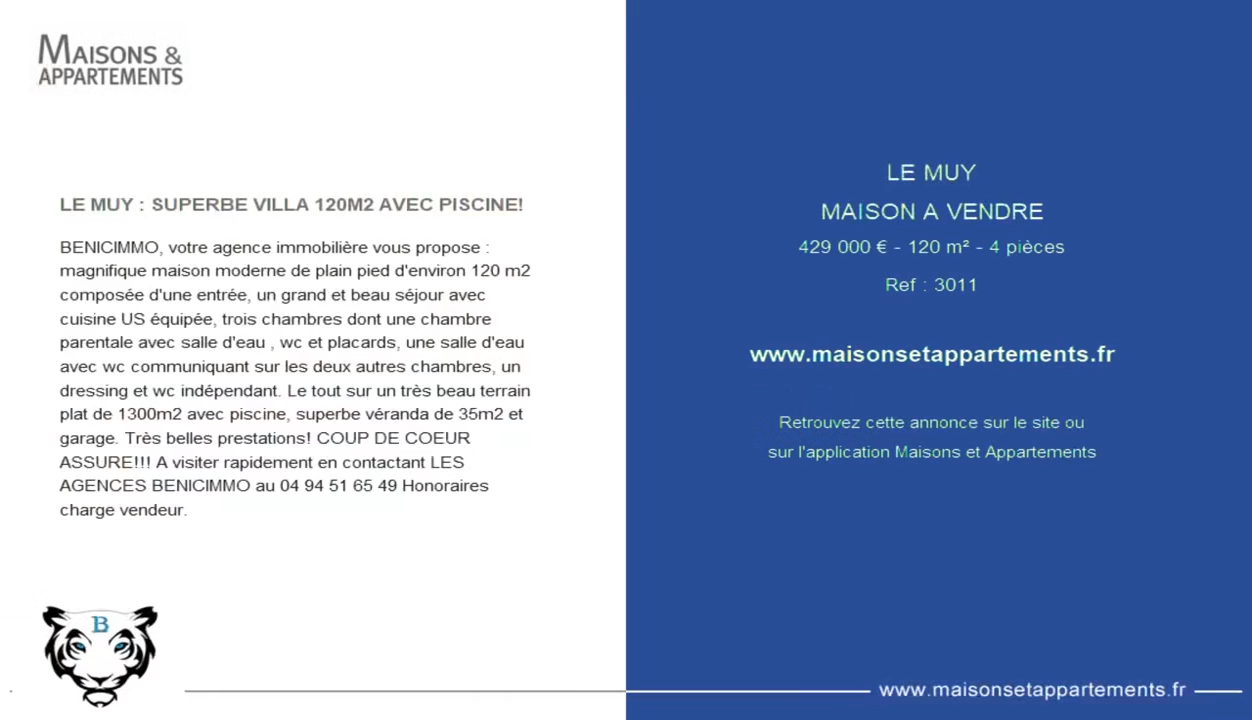 MAISONS &
APPARTEMENTS
LE MUY : SUPERBE VILLA 120M2 AVEC PISCINE!
BENICIMMO, votre agence immobilière vous propose :
magnifique maison moderne de plain pied d'environ 120 m2
composée d'une entrée, un grand et beau séjour avec
cuisine US équipée, trois chambres dont une chambre
parentale avec salle d'eau , wc et placards, une salle d'eau
avec wc communiquant sur les deux autres chambres, un
dressing et wc indépendant. Le tout sur un très beau terrain
plat de 1300m2 avec piscine, superbe véranda de 35m2 et
garage. Très belles prestations! COUP DE COEUR
ASSURE!!! A visiter rapidement en contactant LES
AGENCES BENICIMMO au 04 94 51 65 49 Honoraires
charge vendeur.
B
LE MUY
MAISON A VENDRE
429 000 € - 120 m² - 4 pièces
Ref : 3011
www.maisonsetappartements.fr
Retrouvez cette annonce sur le site ou
sur l'application Maisons et Appartements
www.maisonsetappartements.fr